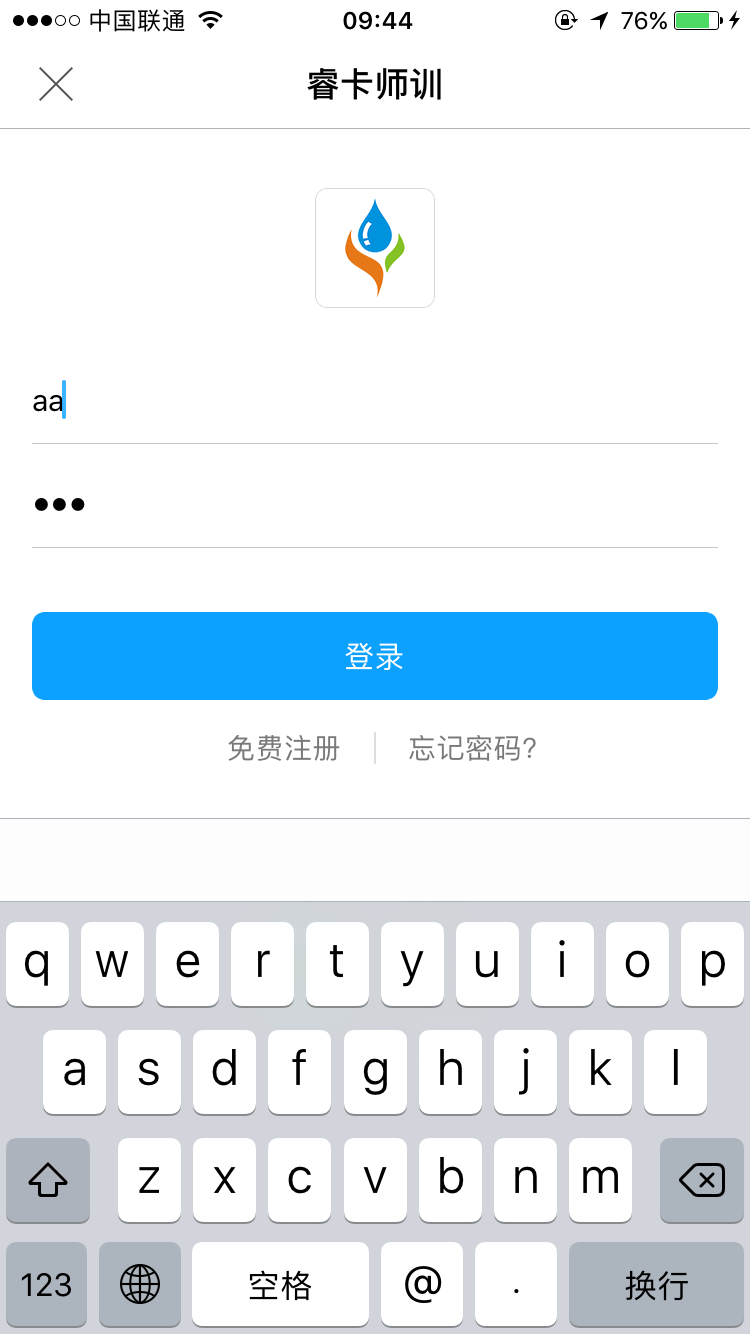 中国联通 09:44 76%
睿卡师训
aa
•••
登录
免费注册 忘记密码?
q w e r t y u i o p
a s d f g h j k l
z x c v b n m
123 空格 @ . 换行